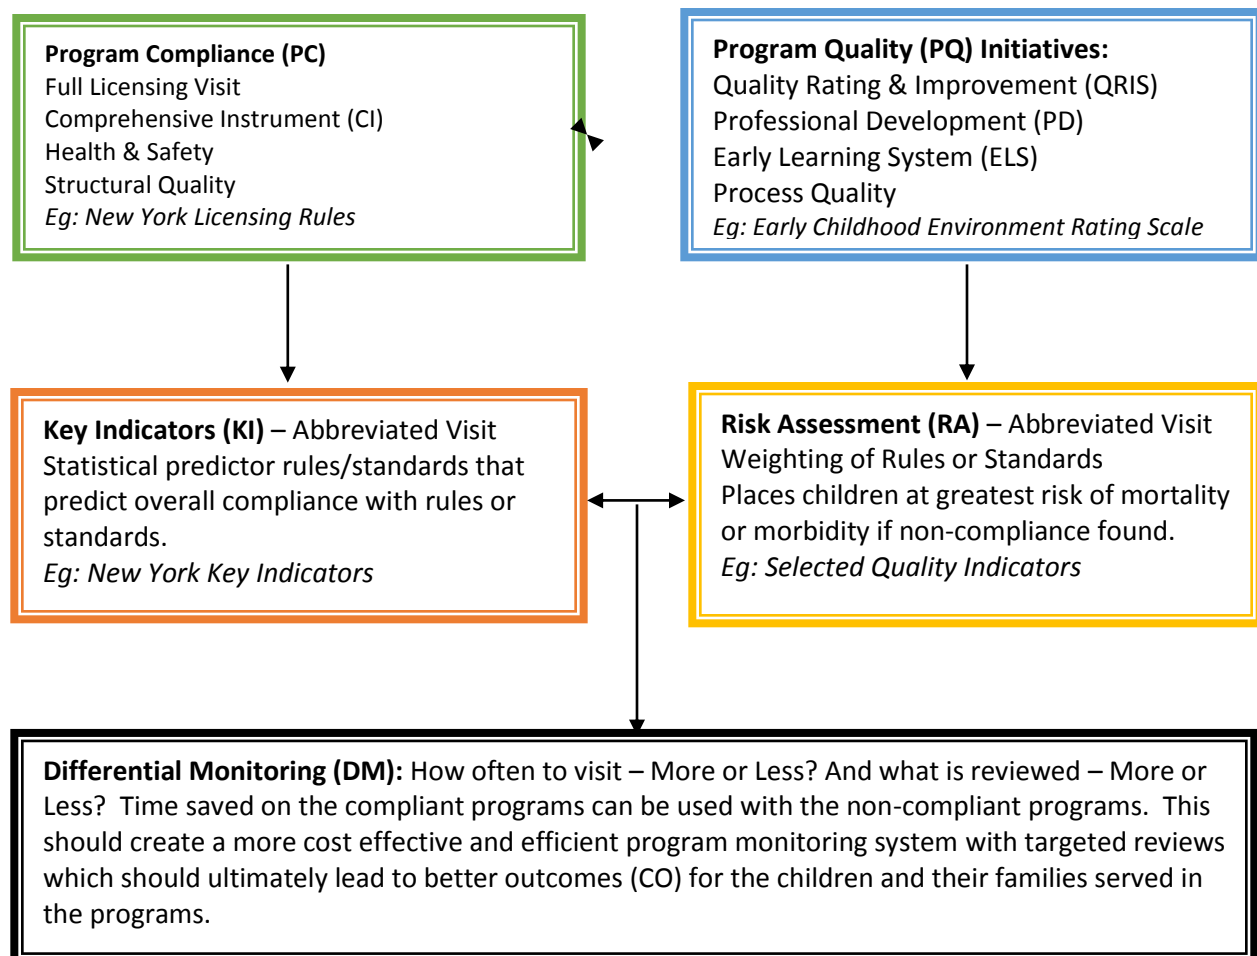 Program Compliance (PC)
Full Licensing Visit
Comprehensive Instrument (CI)
Health & Safety
Structural Quality
Eg: New York Licensing Rules
Program Quality (PQ) Initiatives:
Quality Rating & Improvement (QRIS)
Professional Development (PD)
Early Learning System (ELS)
Process Quality
Eg: Early Childhood Environment Rating Scale
Key Indicators (KI) – Abbreviated Visit
Statistical predictor rules/standards that
predict overall compliance with rules or
standards.
Eg: New York Key Indicators
Risk Assessment (RA) – Abbreviated Visit
Weighting of Rules or Standards
Places children at greatest risk of mortality
or morbidity if non-compliance found.
Eg: Selected Quality Indicators
Differential Monitoring (DM): How often to visit – More or Less? And what is reviewed – More or
Less? Time saved on the compliant programs can be used with the non-compliant programs. This
should create a more cost effective and efficient program monitoring system with targeted reviews
which should ultimately lead to better outcomes (CO) for the children and their families served in
the programs.